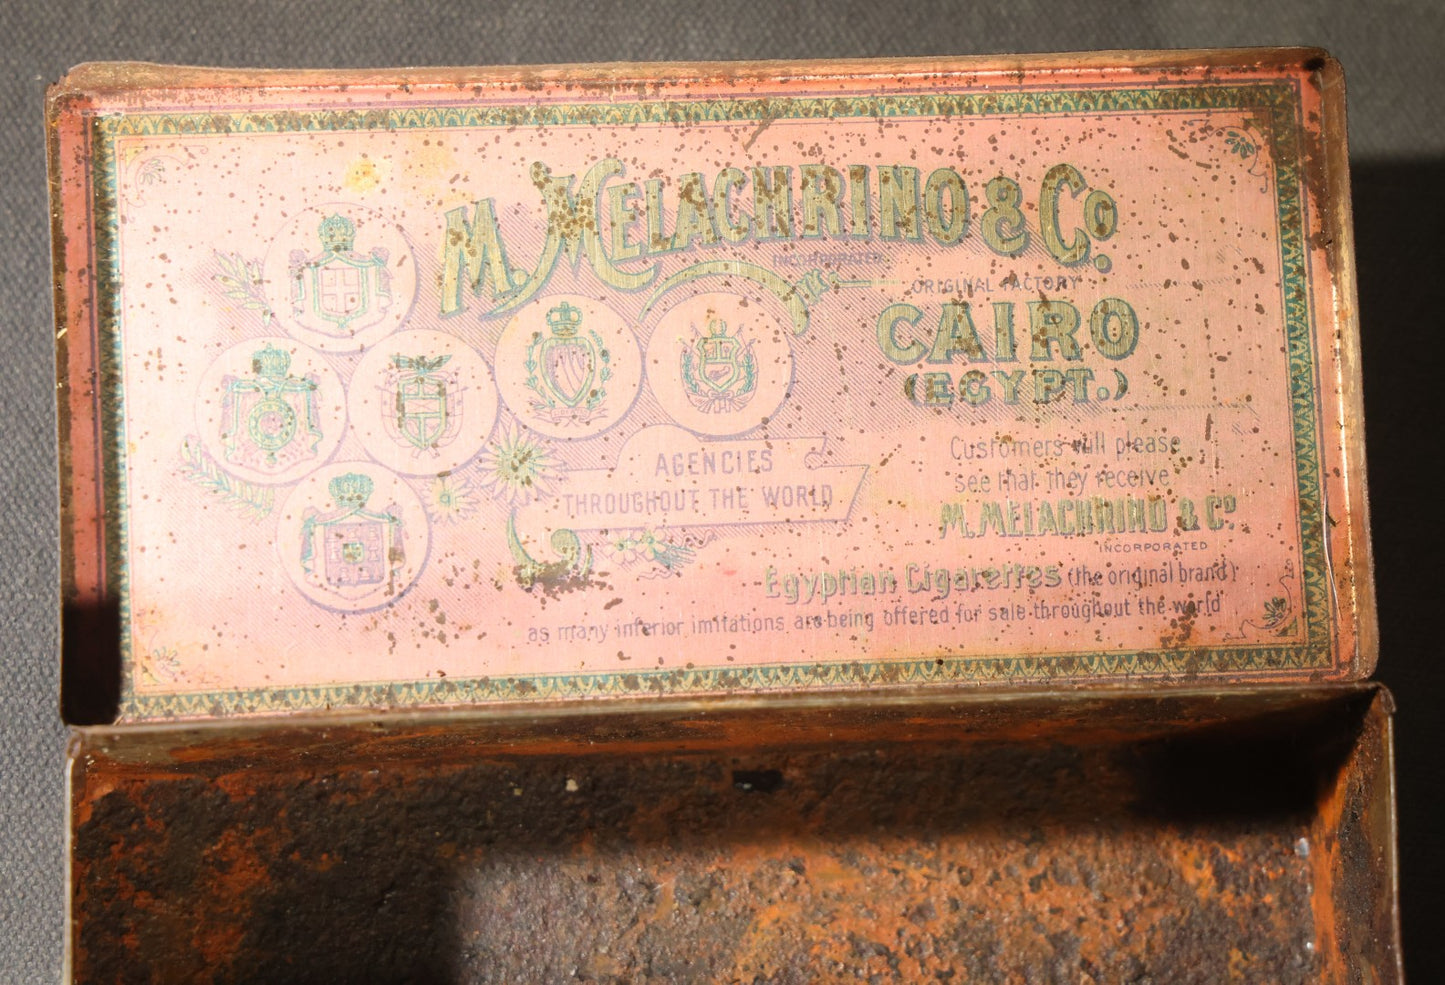 M. MELACHRINO & Co.
INCORPORATED
ORIGINAL FACTORY
CAIRO
(EGYPT.)
AGENCIES
THROUGHOUT THE WORLD
Customers will please
see that they receive
M. MELACHRINO & Co.
INCORPORATED
Egyptian Cigarettes (the original brand)
as many inferior imitations are being offered for sale throughout the world